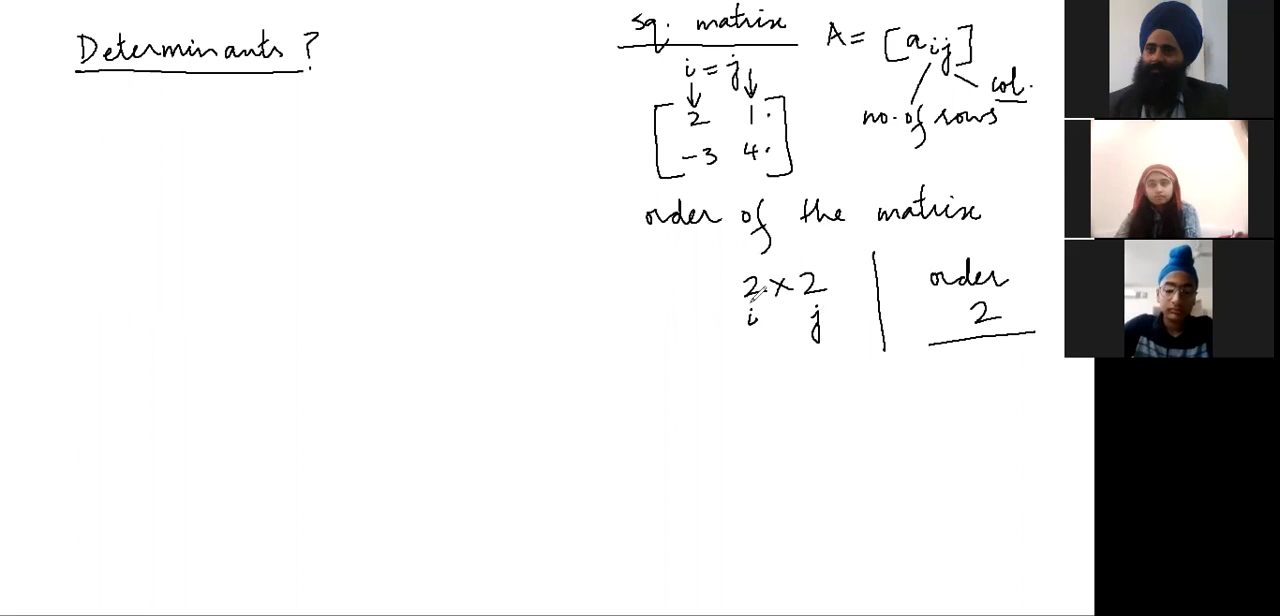 Determinants ?
sq. matrix
A = [aij]
i = j
col.
no. of rows
2 1
-3 4
order of the matrix
2 × 2
i j
order
2